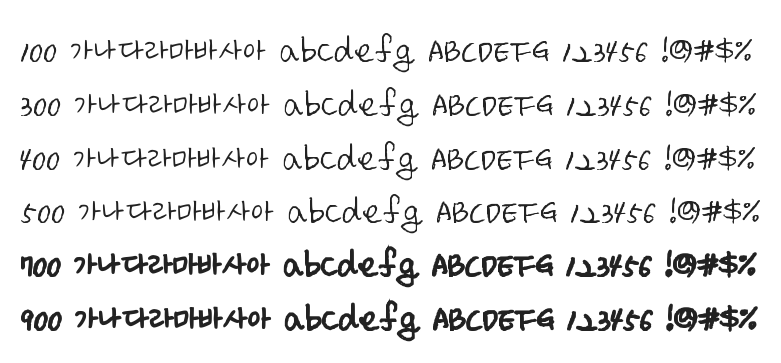 100 가나다라마바사아 abcdefg ABCDEFG 123456 !@#$%
300 가나다라마바사아 abcdefg ABCDEFG 123456 !@#$%
400 가나다라마바사아 abcdefg ABCDEFG 123456 !@#$%
500 가나다라마바사아 abcdefg ABCDEFG 123456 !@#$%
700 가나다라마바사아 abcdefg ABCDEFG 123456 !@#$%
900 가나다라마바사아 abcdefg ABCDEFG 123456 !@#$%